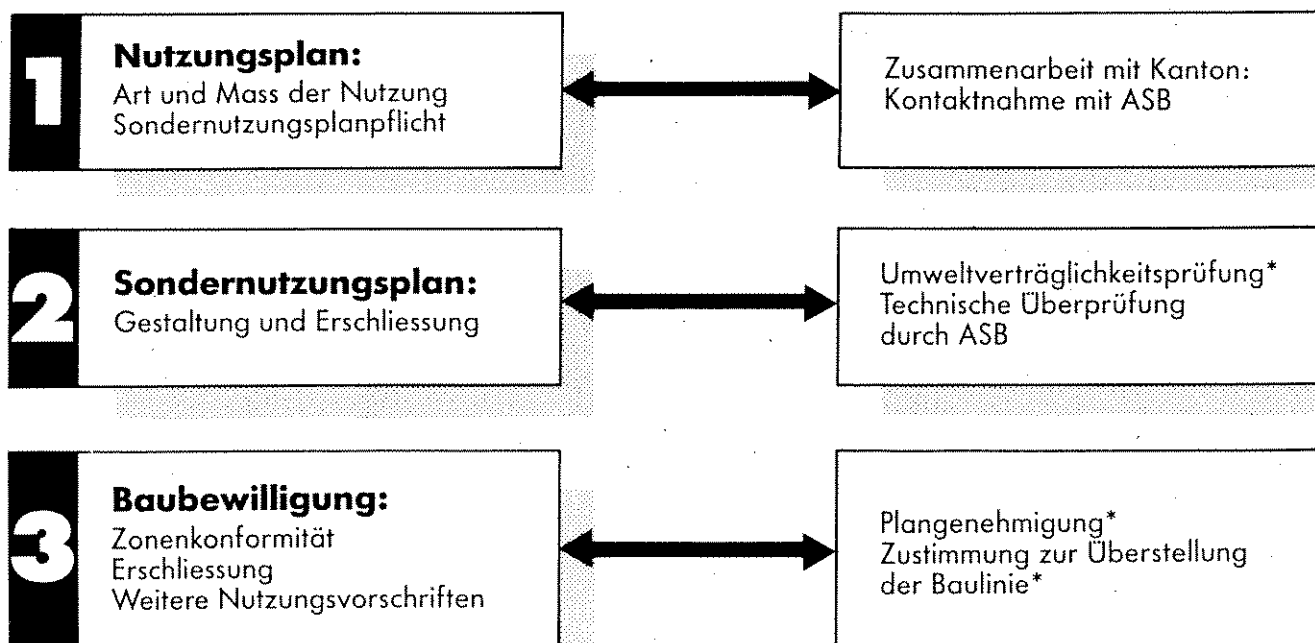 1
Nutzungsplan:
Art und Mass der Nutzung
Sondernutzungsplanpflicht
Zusammenarbeit mit Kanton:
Kontaktnahme mit ASB
2
Sondernutzungsplan:
Gestaltung und Erschliessung
Umweltverträglichkeitsprüfung*
Technische Überprüfung
durch ASB
3
Baubewilligung:
Zonenkonformität
Erschliessung
Weitere Nutzungsvorschriften
Plangenehmigung*
Zustimmung zur Überstellung
der Baulinie*